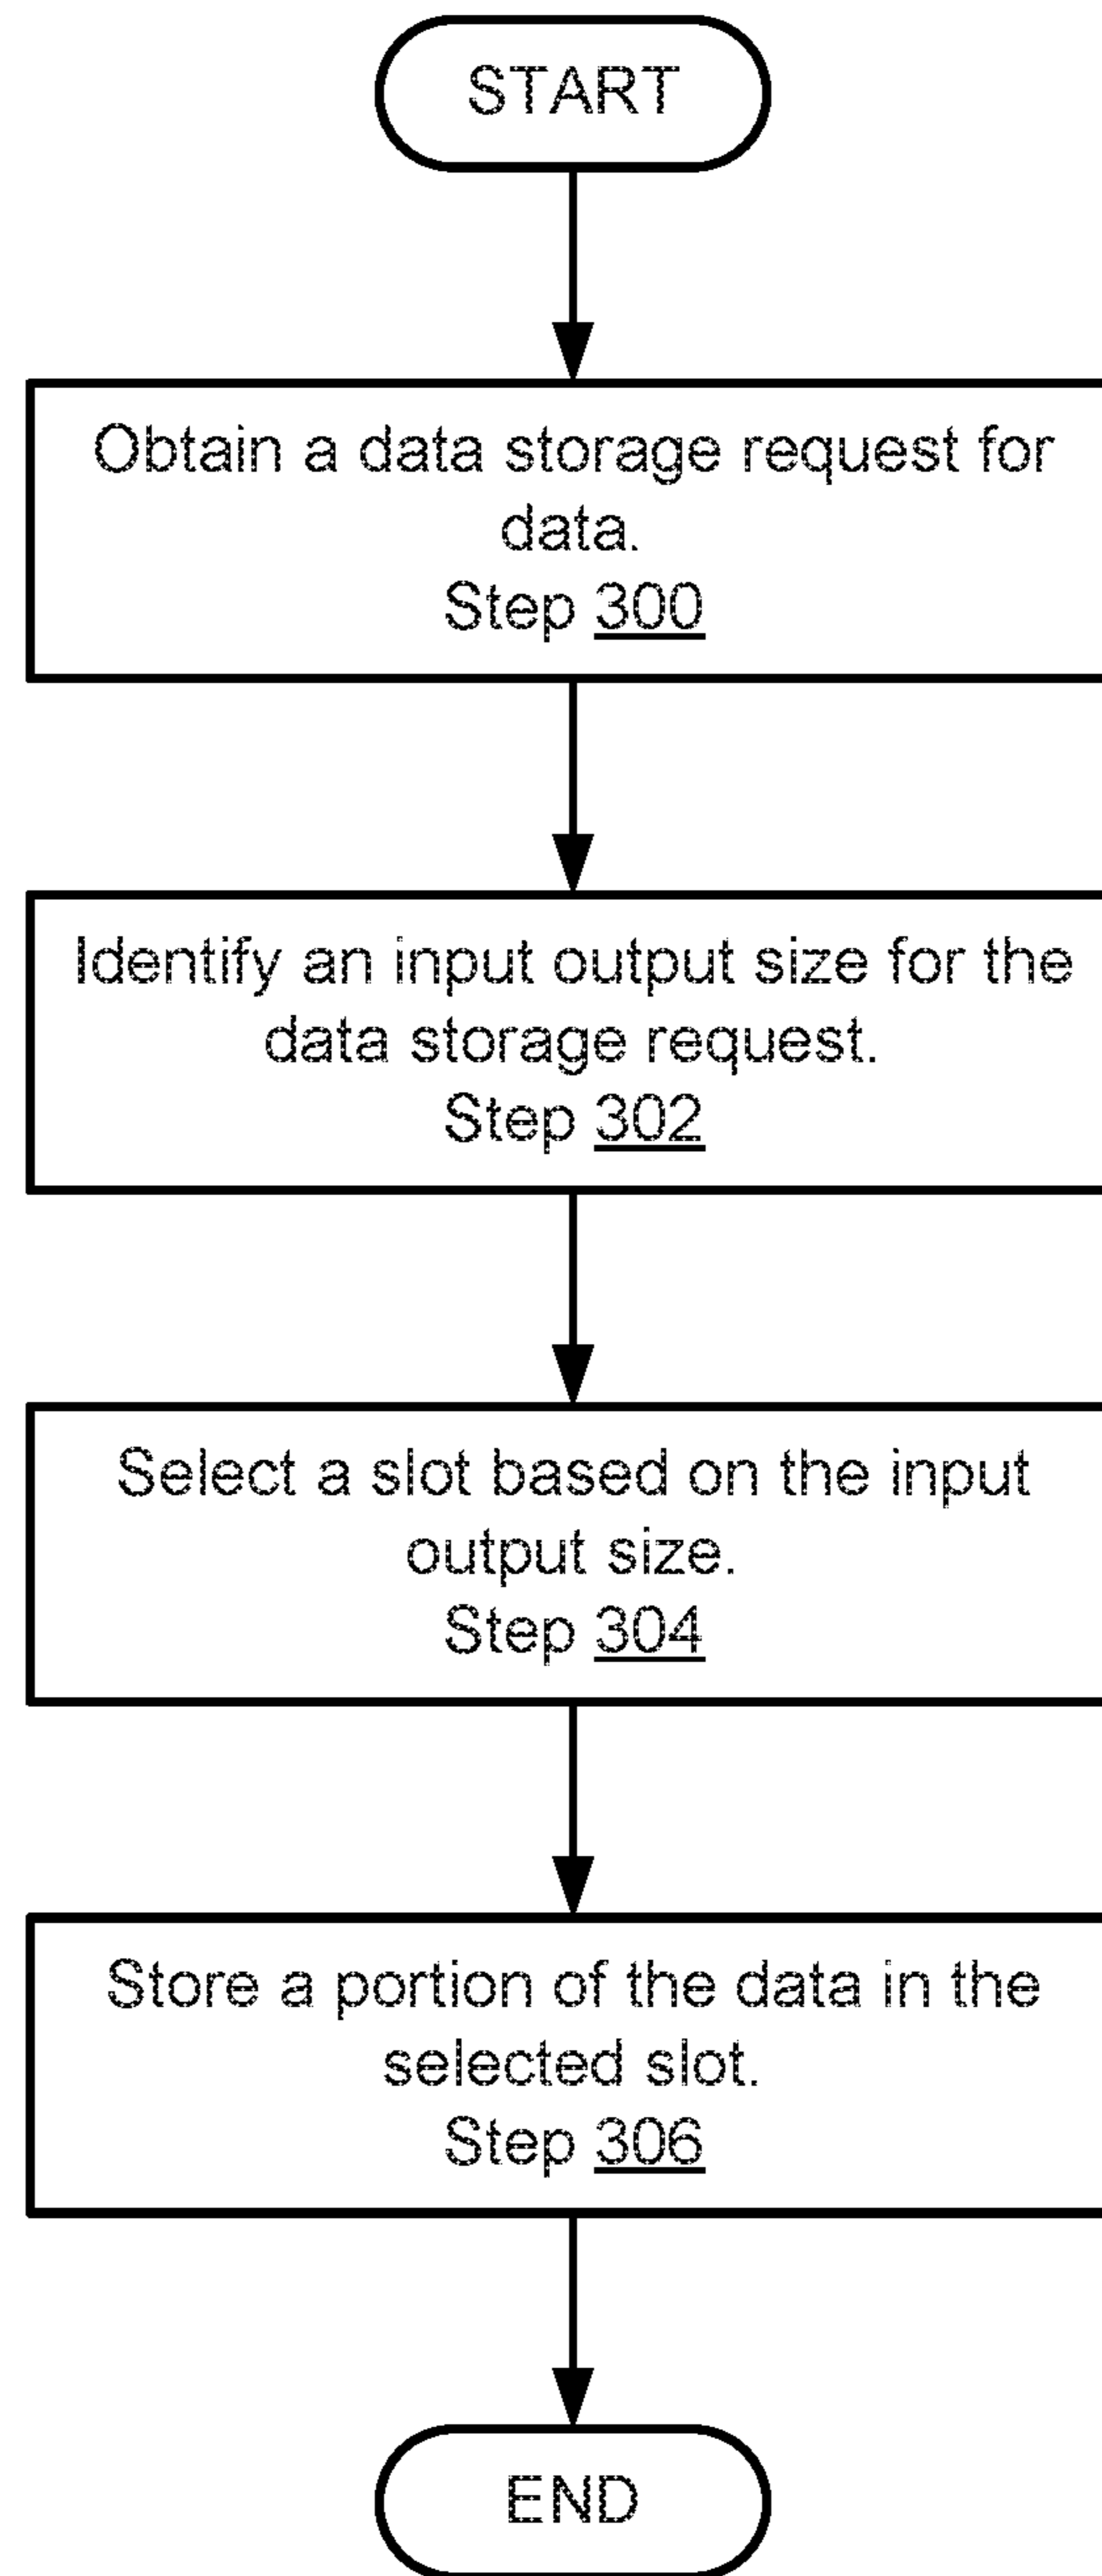 START
Obtain a data storage request for
data.
Step 300
Identify an input output size for the
data storage request.
Step 302
Select a slot based on the input
output size.
Step 304
Store a portion of the data in the
selected slot.
Step 306
END